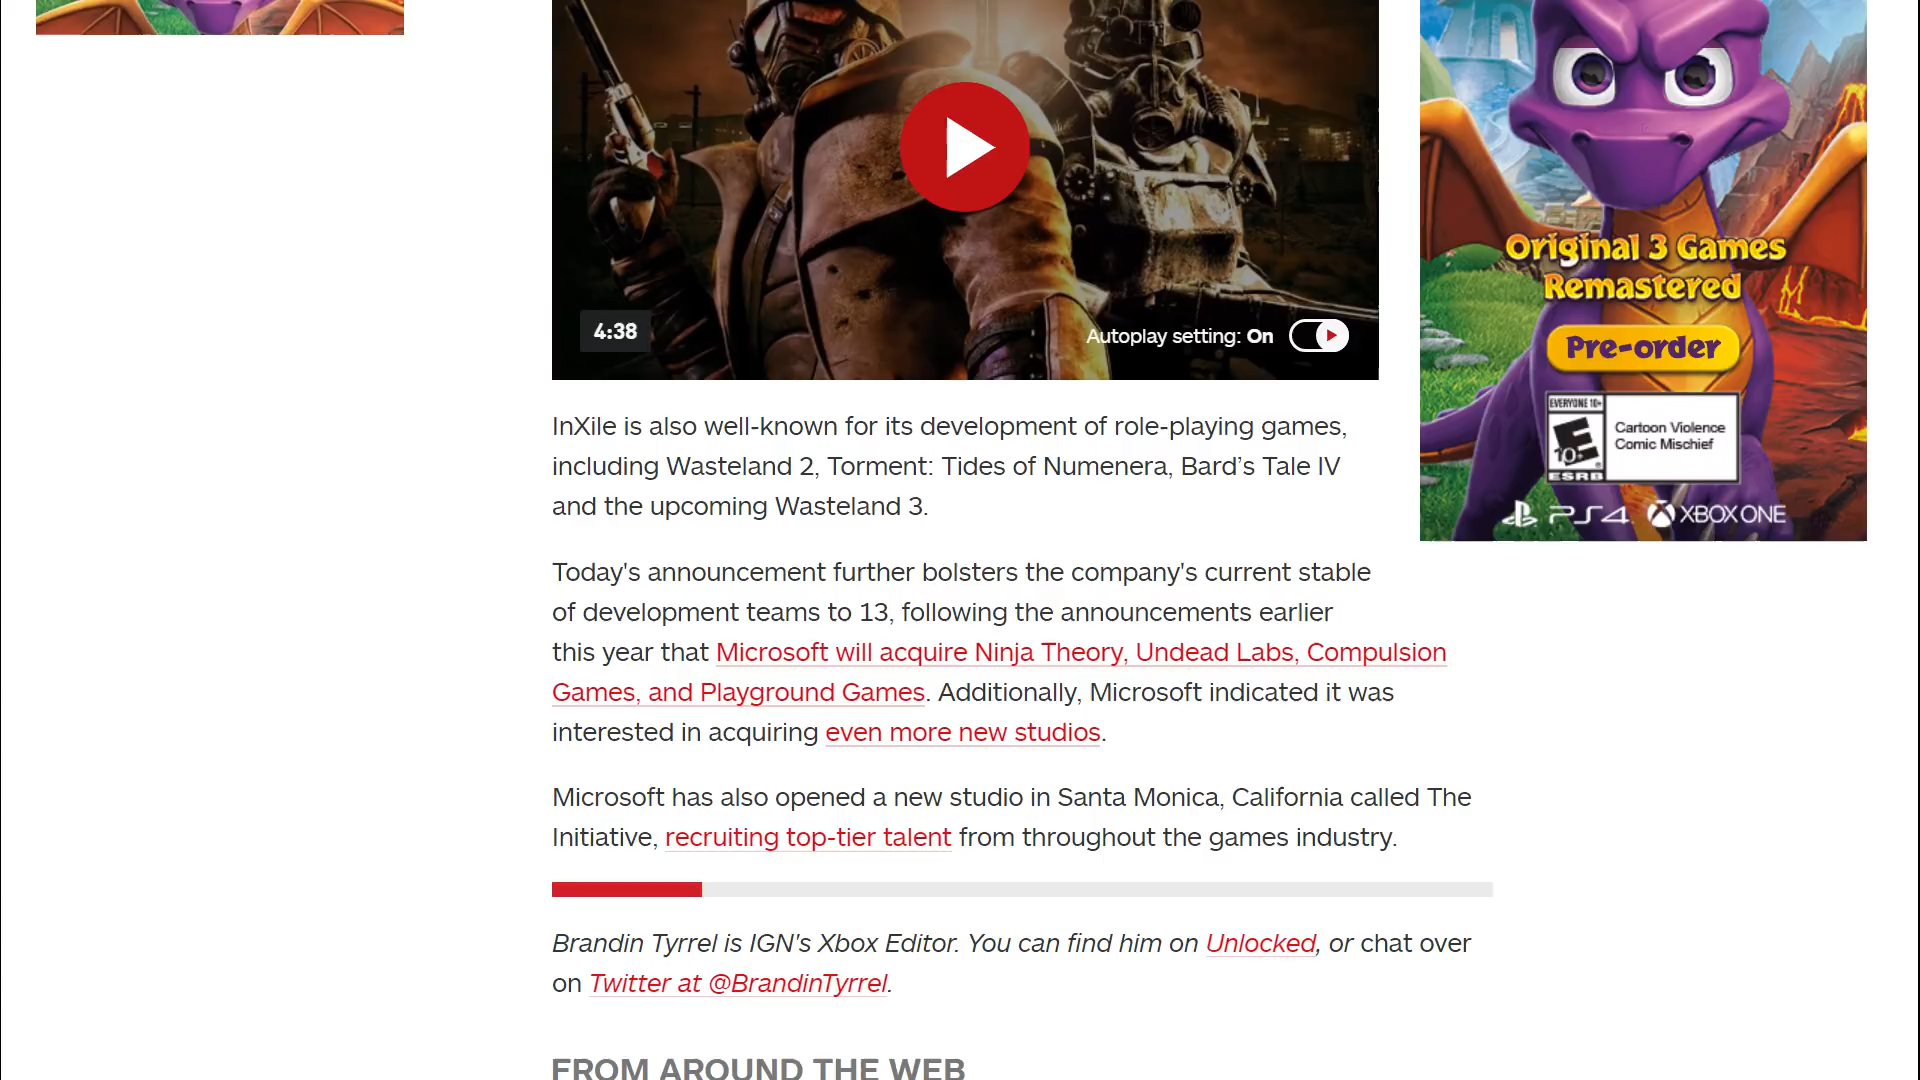 4:38
Autoplay setting: On
InXile is also well-known for its development of role-playing games,
including Wasteland 2, Torment: Tides of Numenera, Bard’s Tale IV
and the upcoming Wasteland 3.
Today's announcement further bolsters the company's current stable
of development teams to 13, following the announcements earlier
this year that Microsoft will acquire Ninja Theory, Undead Labs, Compulsion
Games, and Playground Games. Additionally, Microsoft indicated it was
interested in acquiring even more new studios.
Microsoft has also opened a new studio in Santa Monica, California called The
Initiative, recruiting top-tier talent from throughout the games industry.
Brandin Tyrrel is IGN's Xbox Editor. You can find him on Unlocked, or chat over
on Twitter at @BrandinTyrrel.
FROM AROUND THE WEB
Original 3 Games
Remastered
Pre-order
EVERYONE 10+
E
10+
ESRB
Cartoon Violence
Comic Mischief
PS4 XBOX ONE